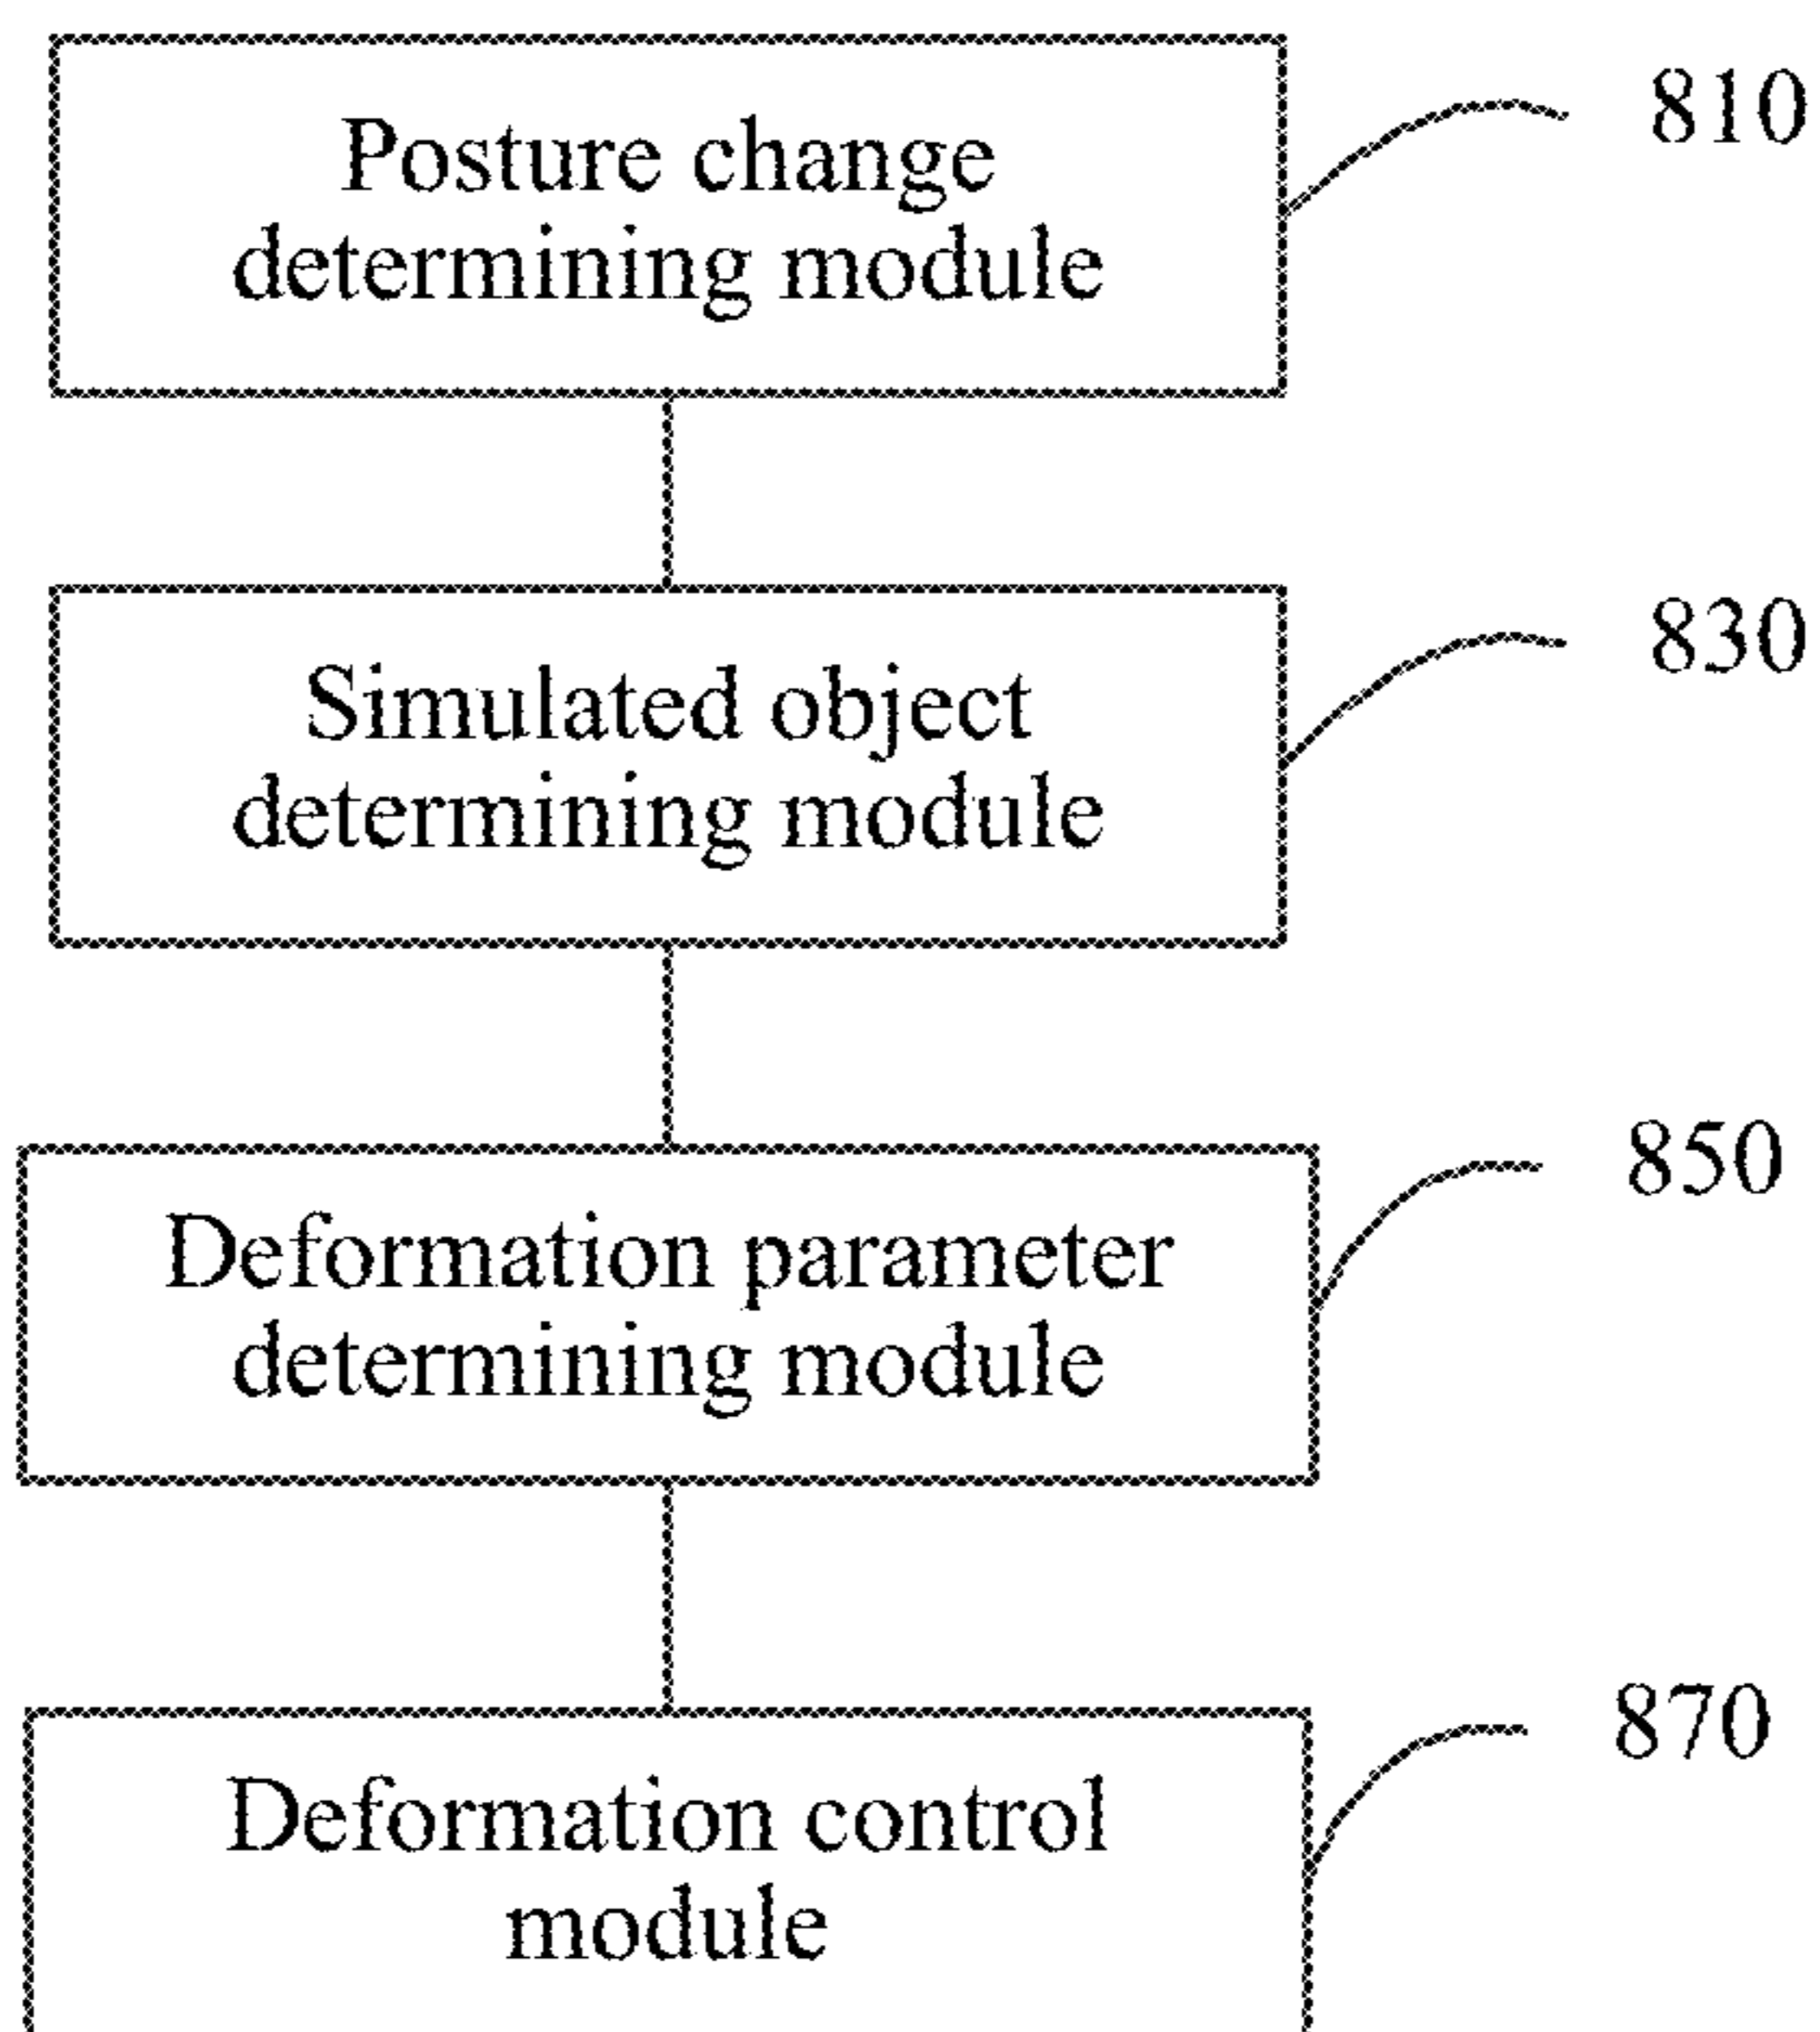 Posture change
determining module
810
Simulated object
determining module
830
Deformation parameter
determining module
850
Deformation control
module
870